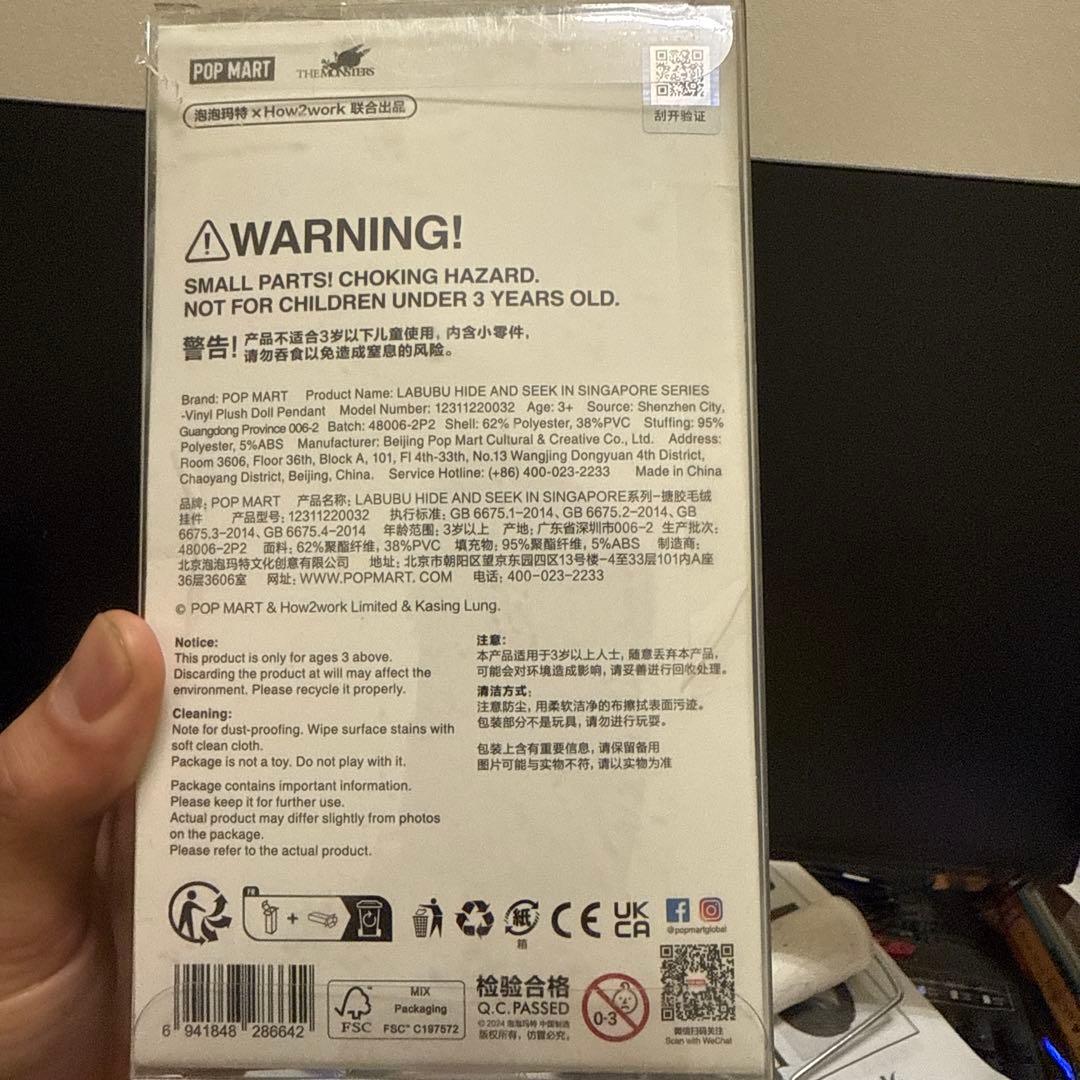 POP MART
THE MONSTERS
泡泡玛特 × How2work 联合出品
刮开验证
WARNING!
SMALL PARTS! CHOKING HAZARD.
NOT FOR CHILDREN UNDER 3 YEARS OLD.
警告! 产品不适合3岁以下儿童使用，内含小零件，
请勿吞食以免造成窒息的风险。
Brand: POP MART Product Name: LABUBU HIDE AND SEEK IN SINGAPORE SERIES
-Vinyl Plush Doll Pendant Model Number: 12311220032 Age: 3+ Source: Shenzhen City,
Guangdong Province 006-2 Batch: 48006-2P2 Shell: 62% Polyester, 38%PVC Stuffing: 95%
Polyester, 5%ABS Manufacturer: Beijing Pop Mart Cultural & Creative Co., Ltd. Address:
Room 3606, Floor 36th, Block A, 101, Fl 4th-33th, No.13 Wangjing Dongyuan 4th District,
Chaoyang District, Beijing, China. Service Hotline: (+86) 400-023-2233 Made in China
品牌：POP MART 产品名称：LABUBU HIDE AND SEEK IN SINGAPORE系列-搪胶毛绒
挂件 产品型号：12311220032 执行标准：GB 6675.1-2014、GB 6675.2-2014、GB
6675.3-2014、GB 6675.4-2014 年龄范围：3岁以上 产地：广东省深圳市006-2 生产批次：
48006-2P2 面料：62%聚酯纤维，38%PVC 填充物：95%聚酯纤维，5%ABS 制造商：
北京泡泡玛特文化创意有限公司 地址：北京市朝阳区望京东园四区13号楼-4至33层101内A座
36层3606室 网址：WWW.POPMART.COM 电话：400-023-2233
© POP MART & How2work Limited & Kasing Lung.
Notice:
This product is only for ages 3 above.
Discarding the product at will may affect the
environment. Please recycle it properly.
Cleaning:
Note for dust-proofing. Wipe surface stains with
soft clean cloth.
Package is not a toy. Do not play with it.
Package contains important information.
Please keep it for further use.
Actual product may differ slightly from photos
on the package.
Please refer to the actual product.
注意：
本产品适用于3岁以上人士，随意丢弃本产品，
可能会对环境造成影响，请妥善进行回收处理。
清洁方式：
注意防尘，用柔软洁净的布擦拭表面污迹。
包装部分不是玩具，请勿进行玩耍。
包装上含有重要信息，请保留备用
图片可能与实物不符，请以实物为准
FR
+
紙
箱
CE
UK
CA
@popmartglobal
6 941848 286642
FSC
MIX
Packaging
FSC™ C197572
检验合格
Q.C. PASSED
© 2024 泡泡玛特 中国制造
版权所有，仿冒必究。
0-3
微信扫码关注
Scan with WeChat